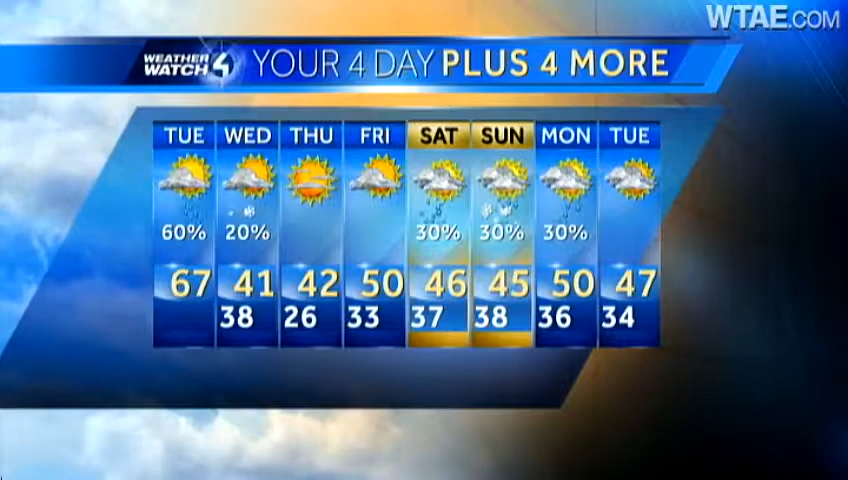 WTAE.COM
WEATHER
WATCH 4
YOUR 4 DAY PLUS 4 MORE
TUE WED THU FRI SAT SUN MON TUE
60% 20% 30% 30% 30%
67 41 42 50 46 45 50 47
38 26 33 37 38 36 34